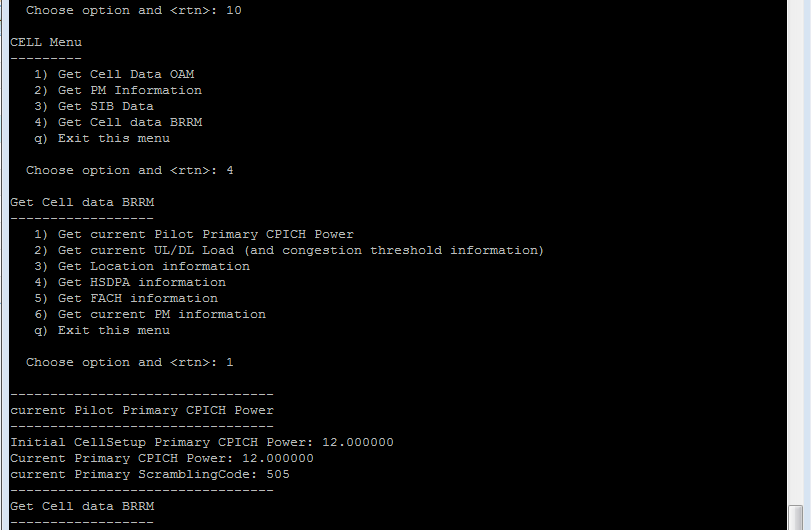 Choose option and <rtn>: 10
CELL Menu
---------
1) Get Cell Data OAM
2) Get PM Information
3) Get SIB Data
4) Get Cell data BRRM
q) Exit this menu
Choose option and <rtn>: 4
Get Cell data BRRM
------------------
1) Get current Pilot Primary CPICH Power
2) Get current UL/DL Load (and congestion threshold information)
3) Get Location information
4) Get HSDPA information
5) Get FACH information
6) Get current PM information
q) Exit this menu
Choose option and <rtn>: 1
---------------------------------
current Pilot Primary CPICH Power
---------------------------------
Initial CellSetup Primary CPICH Power: 12.000000
Current Primary CPICH Power: 12.000000
current Primary ScramblingCode: 505
---------------------------------
Get Cell data BRRM
------------------